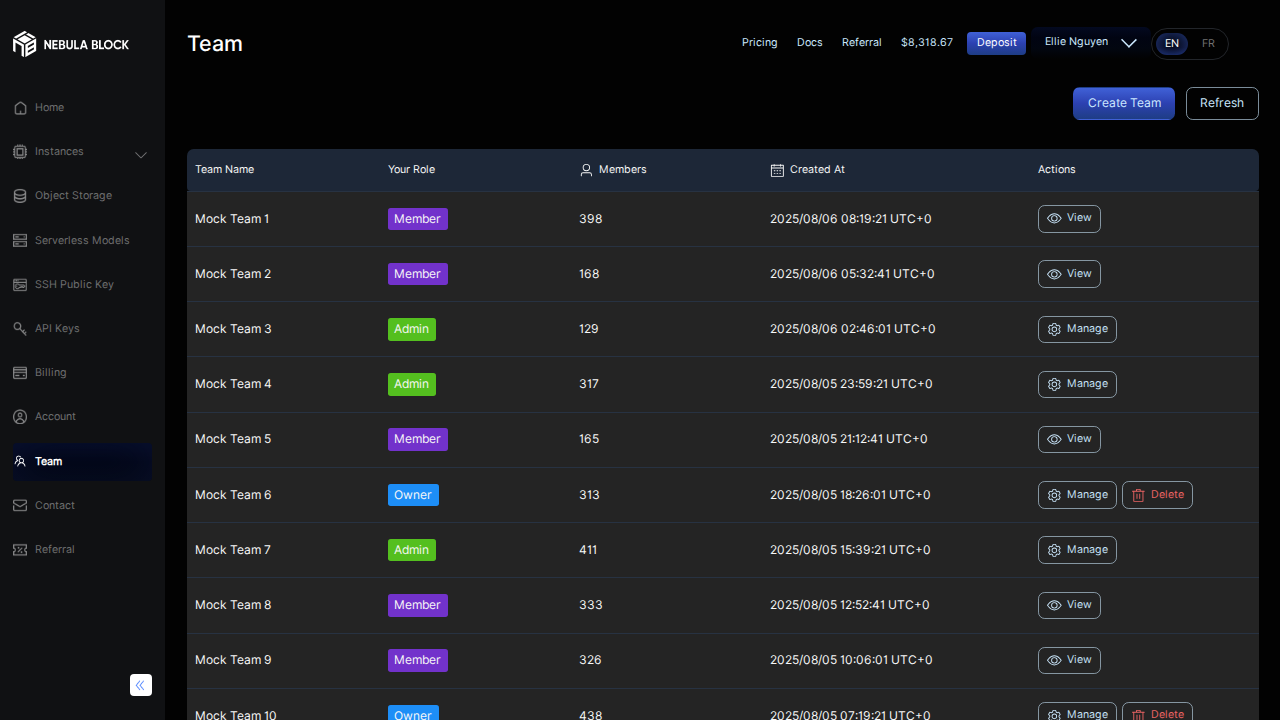 NEBULA BLOCK
Home
Instances
Object Storage
Serverless Models
SSH Public Key
API Keys
Billing
Account
Team
Contact
Referral
Team
Pricing Docs Referral $8,318.67 Deposit Ellie Nguyen EN FR
Create Team Refresh
Team Name Your Role Members Created At Actions
Mock Team 1 Member 398 2025/08/06 08:19:21 UTC+0 View
Mock Team 2 Member 168 2025/08/06 05:32:41 UTC+0 View
Mock Team 3 Admin 129 2025/08/06 02:46:01 UTC+0 Manage
Mock Team 4 Admin 317 2025/08/05 23:59:21 UTC+0 Manage
Mock Team 5 Member 165 2025/08/05 21:12:41 UTC+0 View
Mock Team 6 Owner 313 2025/08/05 18:26:01 UTC+0 Manage Delete
Mock Team 7 Admin 411 2025/08/05 15:39:21 UTC+0 Manage
Mock Team 8 Member 333 2025/08/05 12:52:41 UTC+0 View
Mock Team 9 Member 326 2025/08/05 10:06:01 UTC+0 View
Mock Team 10 Owner 438 2025/08/05 07:19:21 UTC+0 Manage Delete